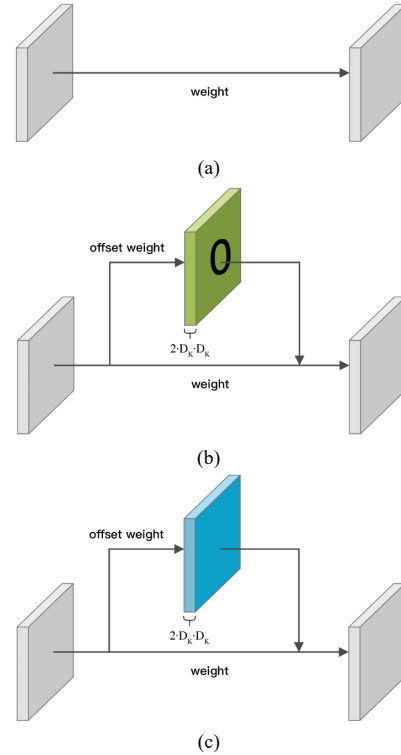 weight
(a)
offset weight
0
2·D_K·D_K
weight
(b)
offset weight
2·D_K·D_K
weight
(c)